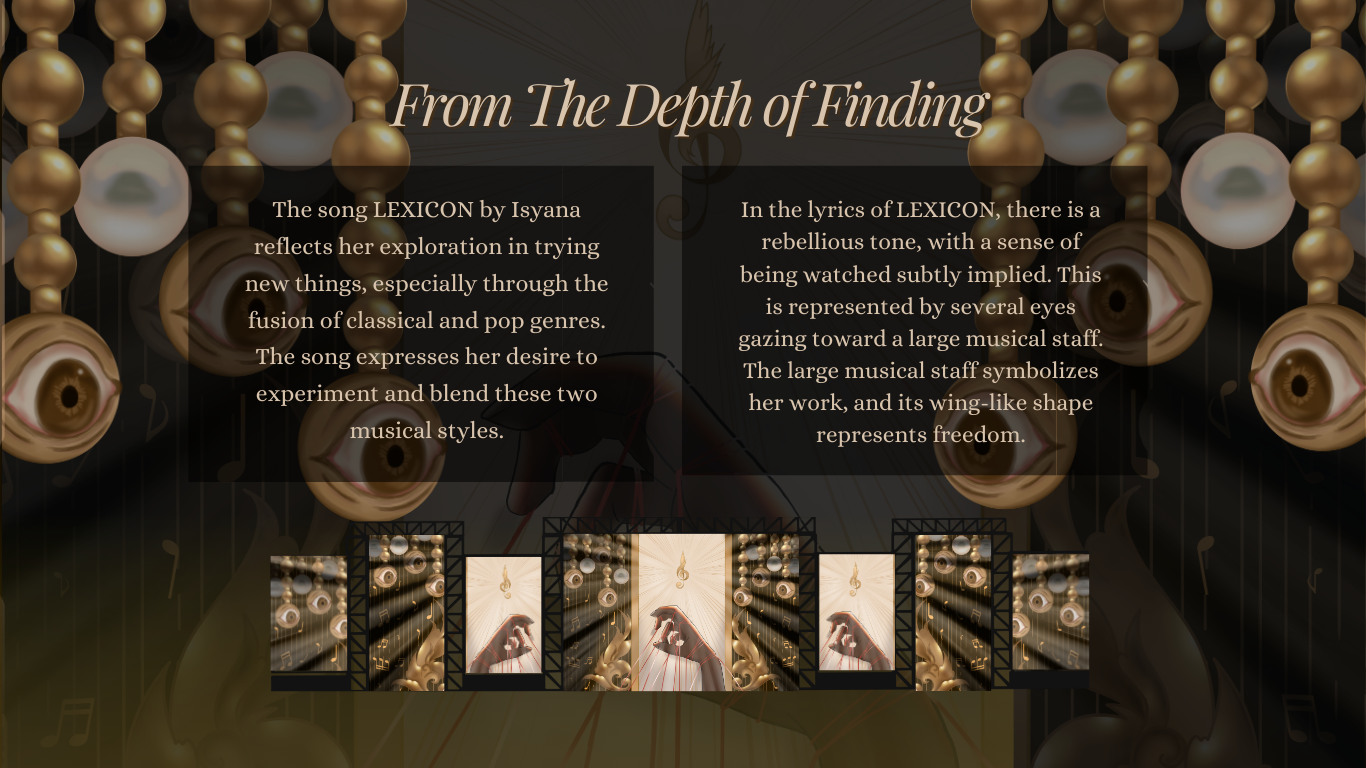 From The Depth of Finding
The song LEXICON by Isyana
reflects her exploration in trying
new things, especially through the
fusion of classical and pop genres.
The song expresses her desire to
experiment and blend these two
musical styles.
In the lyrics of LEXICON, there is a
rebellious tone, with a sense of
being watched subtly implied. This
is represented by several eyes
gazing toward a large musical staff.
The large musical staff symbolizes
her work, and its wing-like shape
represents freedom.